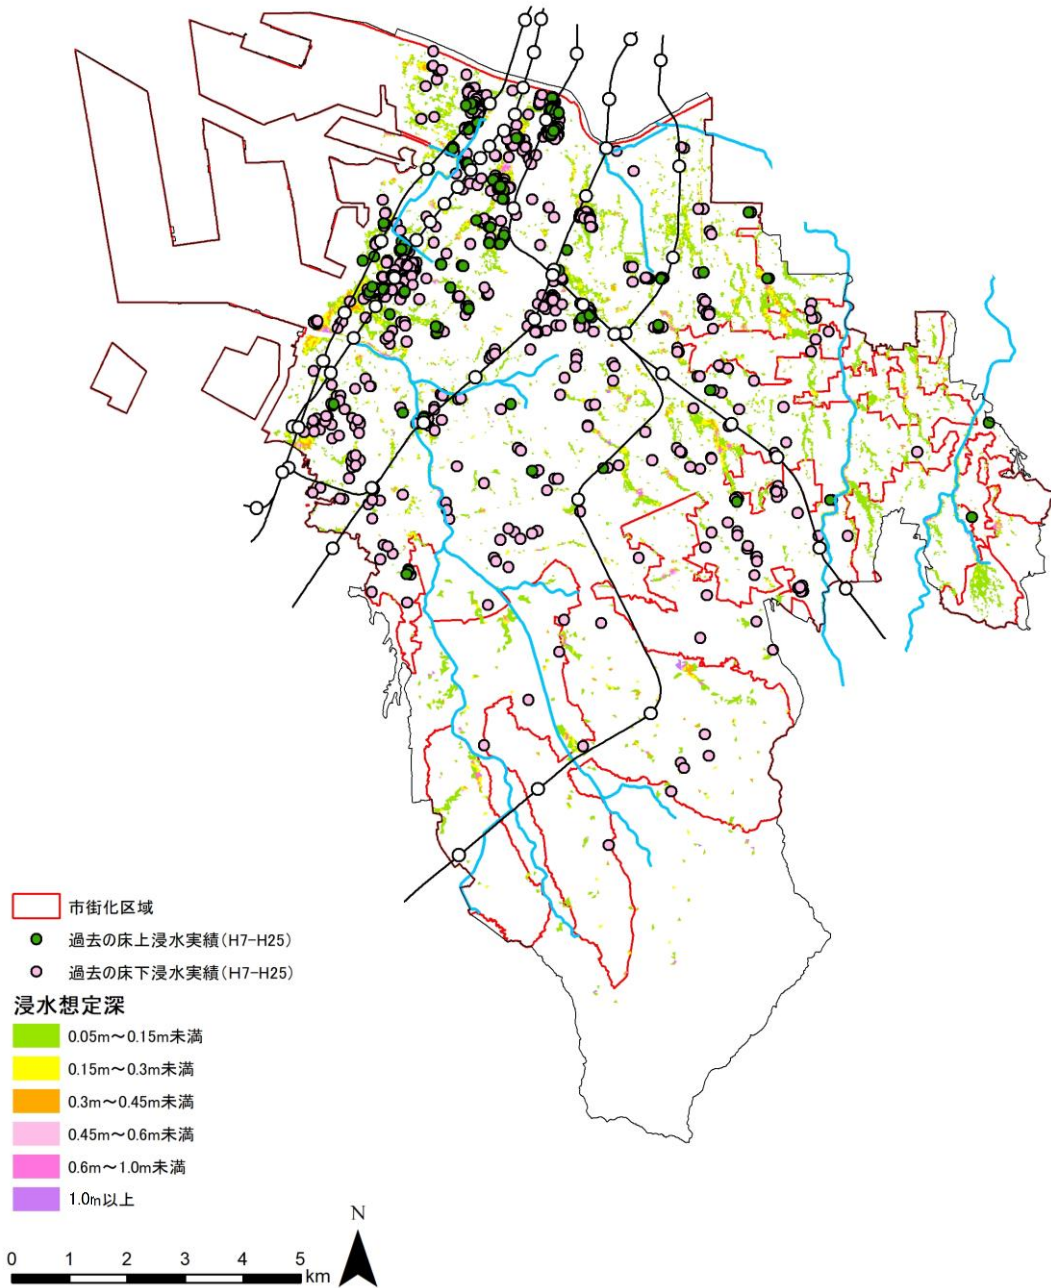 市街化区域
過去の床上浸水実績(H7-H25)
過去の床下浸水実績(H7-H25)
浸水想定深
0.05m～0.15m未満
0.15m～0.3m未満
0.3m～0.45m未満
0.45m～0.6m未満
0.6m～1.0m未満
1.0m以上
N
0 1 2 3 4 5
km